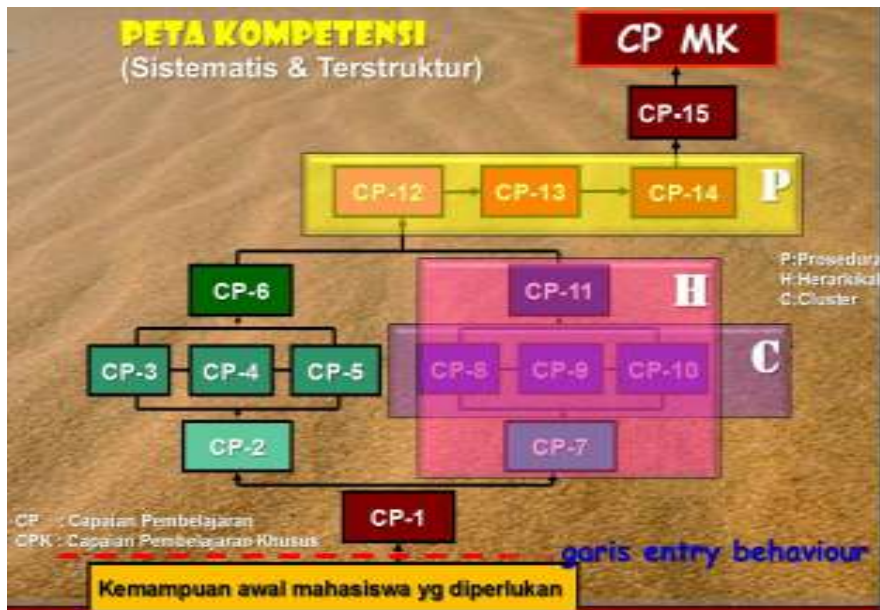 PETA KOMPETENSI
(Sistematis & Terstruktur)
CP MK
CP-15
CP-12
CP-13
CP-14
P
P:Prosedura
H:Herarkikal
C:Cluster
CP-6
CP-11
H
CP-3
CP-4
CP-5
CP-8
CP-9
CP-10
C
CP-2
CP-7
CP-1
CP : Capaian Pembelajaran
CPK : Capaian Pembelajaran Khusus
garis entry behaviour
Kemampuan awal mahasiswa yg diperlukan